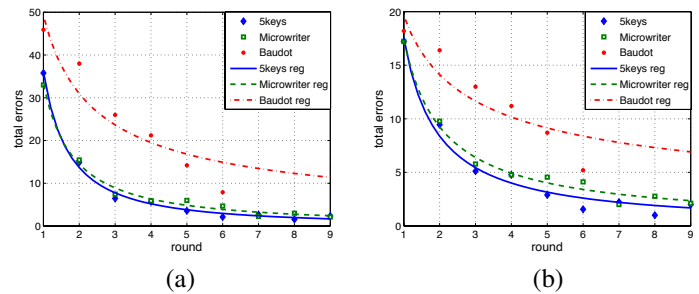 50
40
30
20
10
0
total errors
1 2 3 4 5 6 7 8 9
round
5keys
Microwriter
Baudot
5keys reg
Microwriter reg
Baudot reg
(a)
20
15
10
5
0
total errors
1 2 3 4 5 6 7 8 9
round
5keys
Microwriter
Baudot
5keys reg
Microwriter reg
Baudot reg
(b)